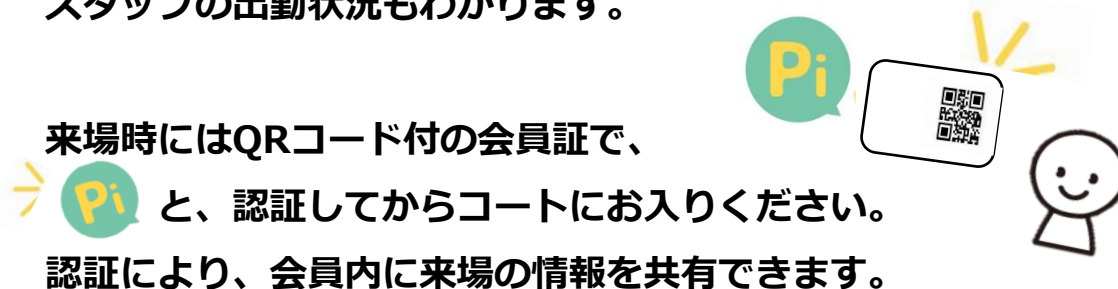 スタッフの出勤状況もわかります。
Pi
来場時にはQRコード付の会員証で、
Pi と、認証してからコートにお入りください。
認証により、会員内に来場の情報を共有できます。